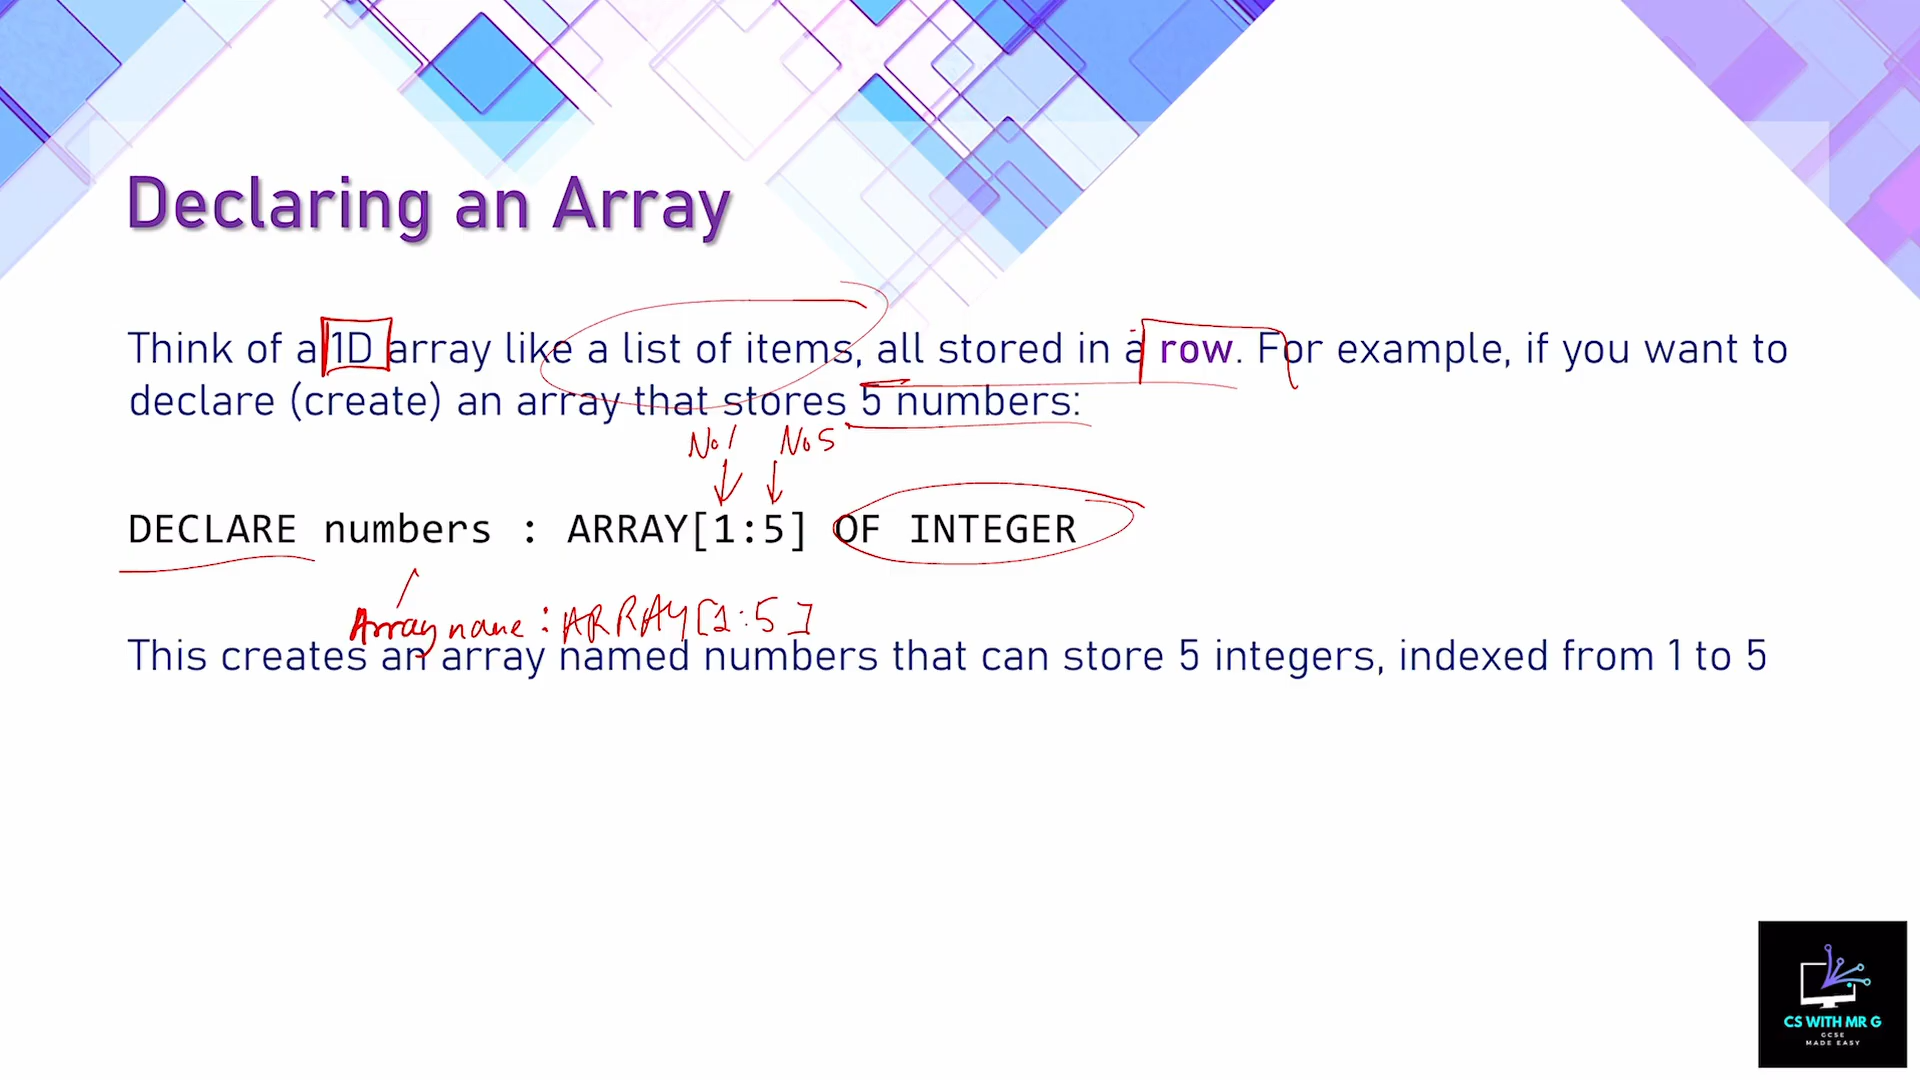 Declaring an Array
Think of a 1D array like a list of items, all stored in a row. For example, if you want to
declare (create) an array that stores 5 numbers:
No1 No5
DECLARE numbers : ARRAY[1:5] OF INTEGER
Array name : ARRAY[1:5]
This creates an array named numbers that can store 5 integers, indexed from 1 to 5
CS WITH MR G
GCSE
MADE EASY